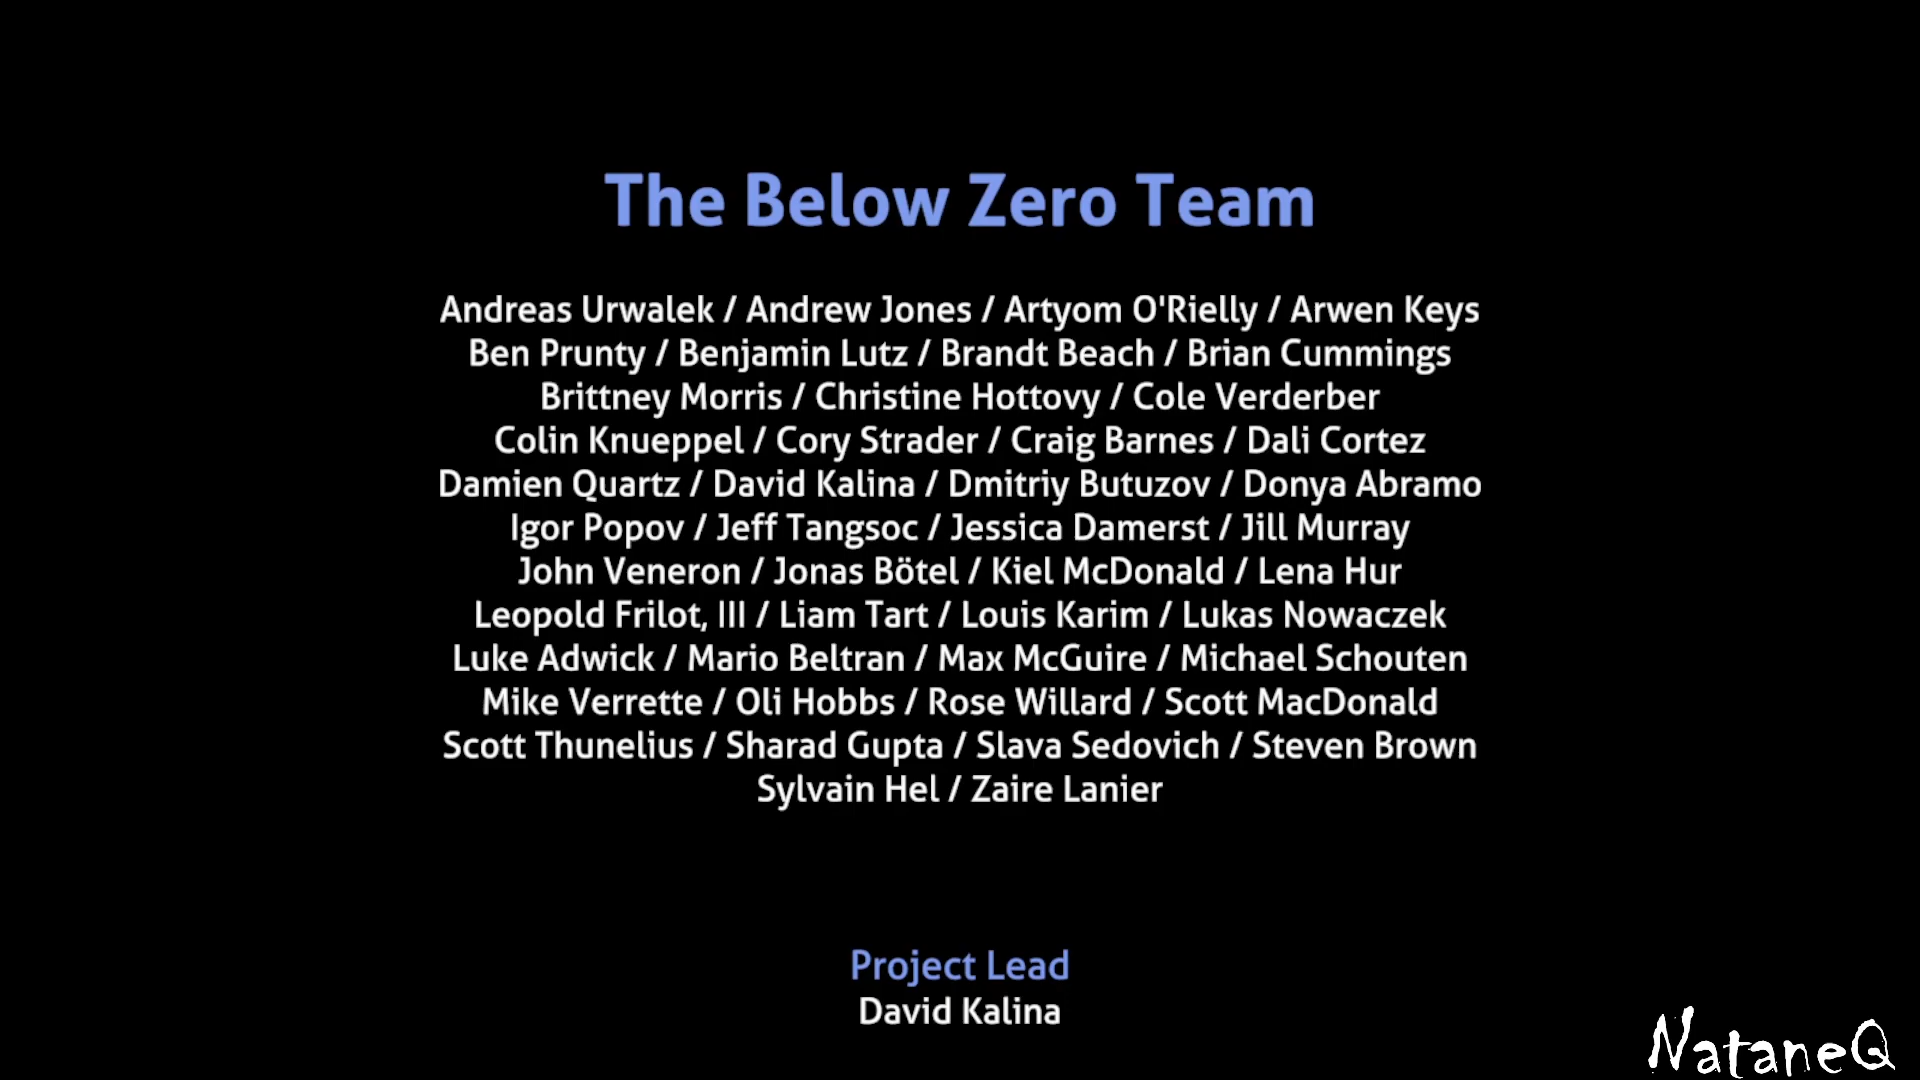 The Below Zero Team
Andreas Urwalek / Andrew Jones / Artyom O'Rielly / Arwen Keys
Ben Prunty / Benjamin Lutz / Brandt Beach / Brian Cummings
Brittney Morris / Christine Hottovy / Cole Verderber
Colin Knueppel / Cory Strader / Craig Barnes / Dali Cortez
Damien Quartz / David Kalina / Dmitriy Butuzov / Donya Abramo
Igor Popov / Jeff Tangsoc / Jessica Damerst / Jill Murray
John Veneron / Jonas Bötel / Kiel McDonald / Lena Hur
Leopold Frilot, III / Liam Tart / Louis Karim / Lukas Nowaczek
Luke Adwick / Mario Beltran / Max McGuire / Michael Schouten
Mike Verrette / Oli Hobbs / Rose Willard / Scott MacDonald
Scott Thunelius / Sharad Gupta / Slava Sedovich / Steven Brown
Sylvain Hel / Zaire Lanier
Project Lead
David Kalina
NataneQ